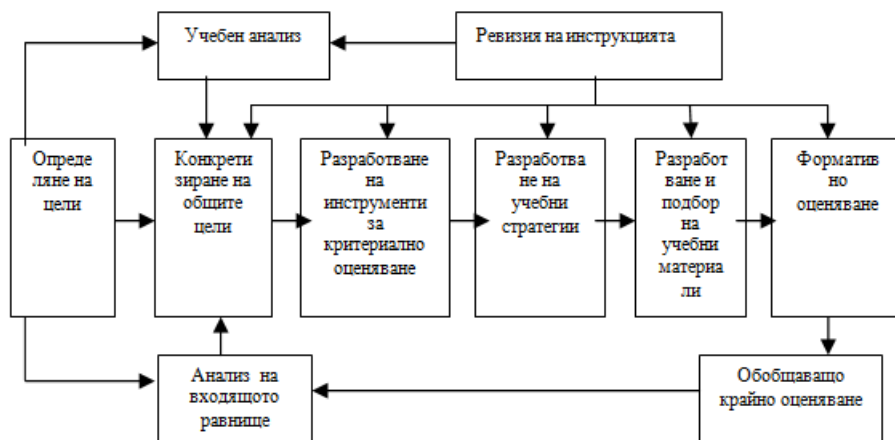 Учебен анализ
Ревизия на инструкцията
Опреде
ляне на
цели
Конкрети
зиране на
общите
цели
Разработване
на
инструменти
за
критериално
оценяване
Разработва
не на
учебни
стратегии
Разработ
ване и
подбор
на
учебни
материа
ли
Форматив
но
оценяване
Анализ на
входящото
равнище
Обобщаващо
крайно оценяване